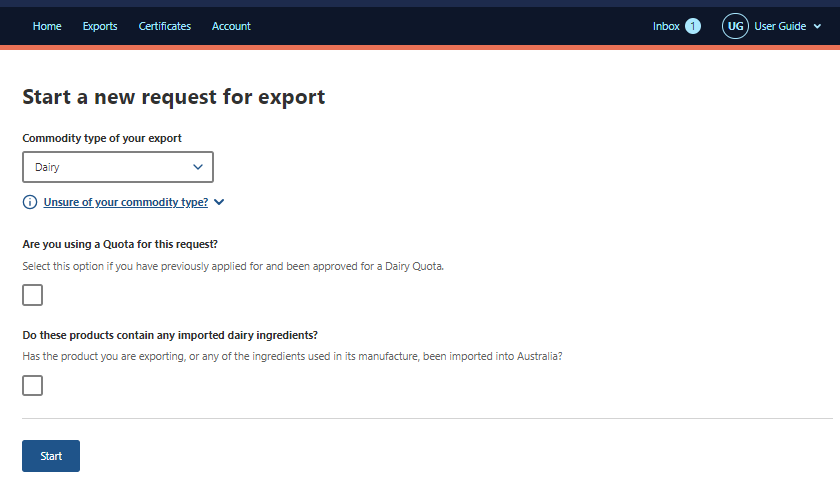 Home Exports Certificates Account Inbox 1 UG User Guide
Start a new request for export
Commodity type of your export
Dairy
Unsure of your commodity type?
Are you using a Quota for this request?
Select this option if you have previously applied for and been approved for a Dairy Quota.
Do these products contain any imported dairy ingredients?
Has the product you are exporting, or any of the ingredients used in its manufacture, been imported into Australia?
Start